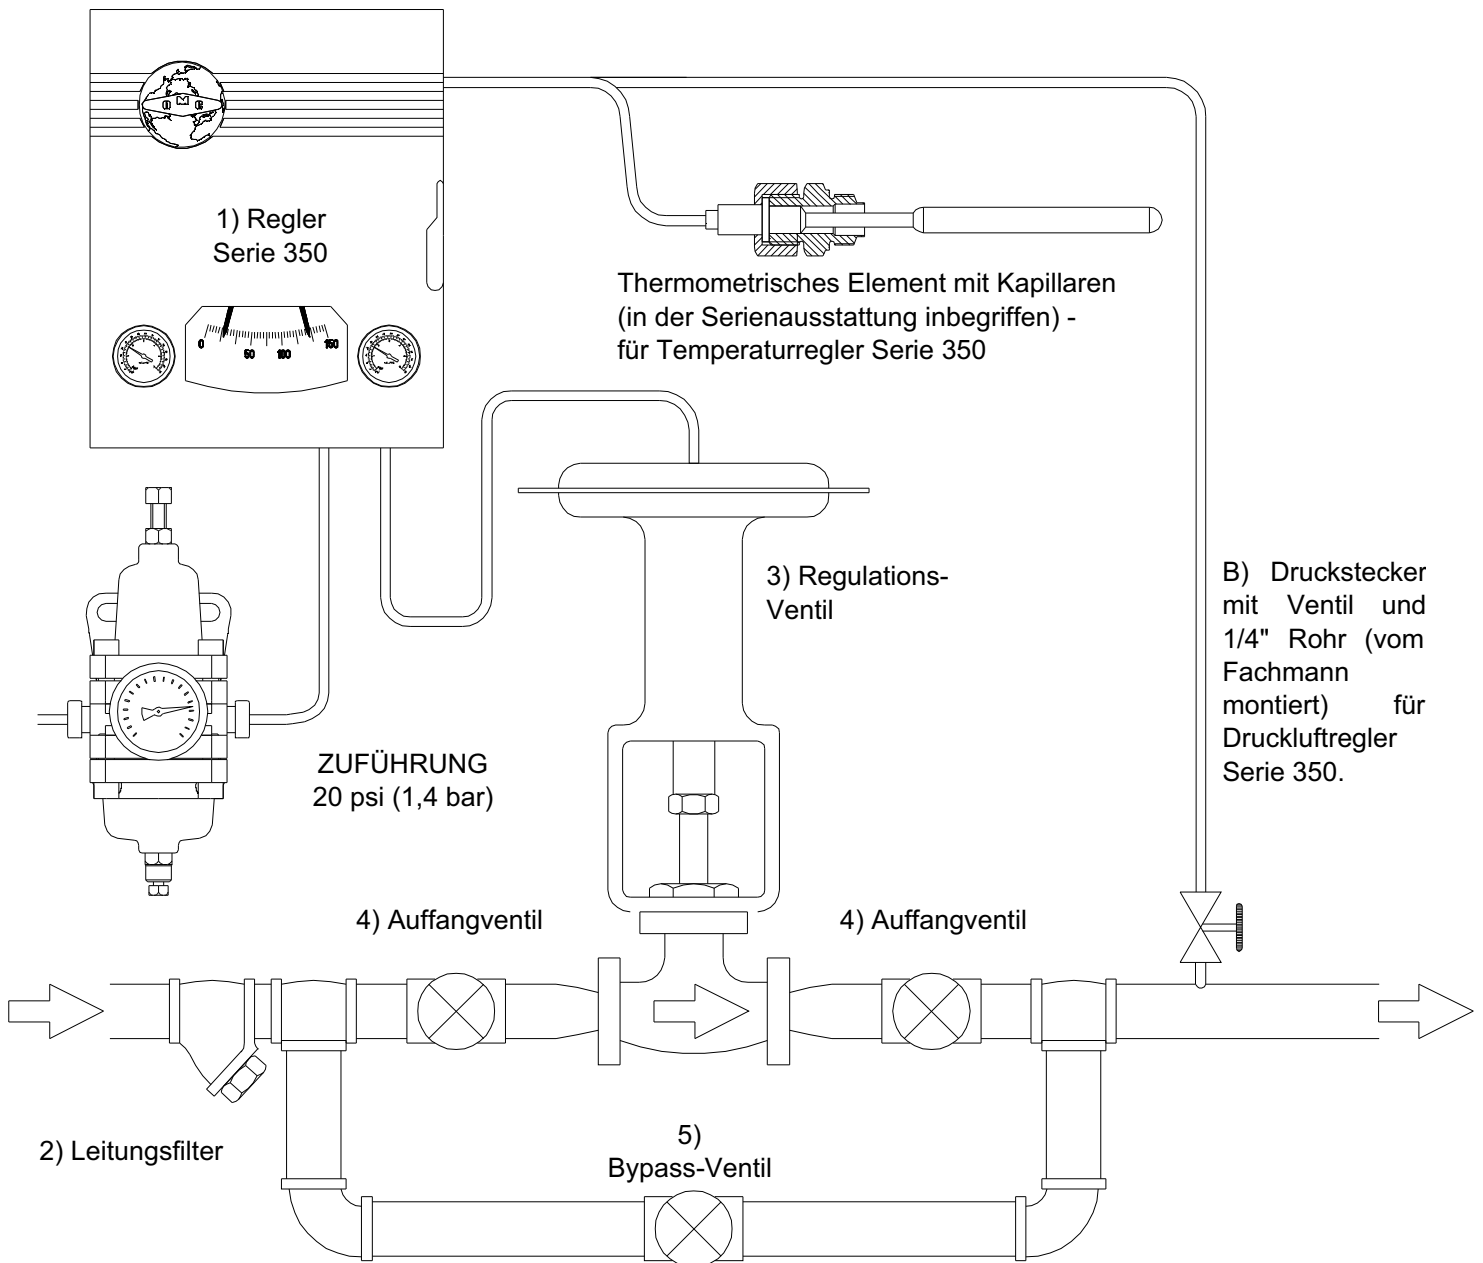 O M C
1) Regler
Serie 350
0 50 100 150
Thermometrisches Element mit Kapillaren
(in der Serienausstattung inbegriffen) -
für Temperaturregler Serie 350
3) Regulations-
Ventil
B) Druckstecker
mit Ventil und
1/4" Rohr (vom
Fachmann
montiert) für
Druckluftregler
Serie 350.
ZUFÜHRUNG
20 psi (1,4 bar)
4) Auffangventil
4) Auffangventil
2) Leitungsfilter
5)
Bypass-Ventil